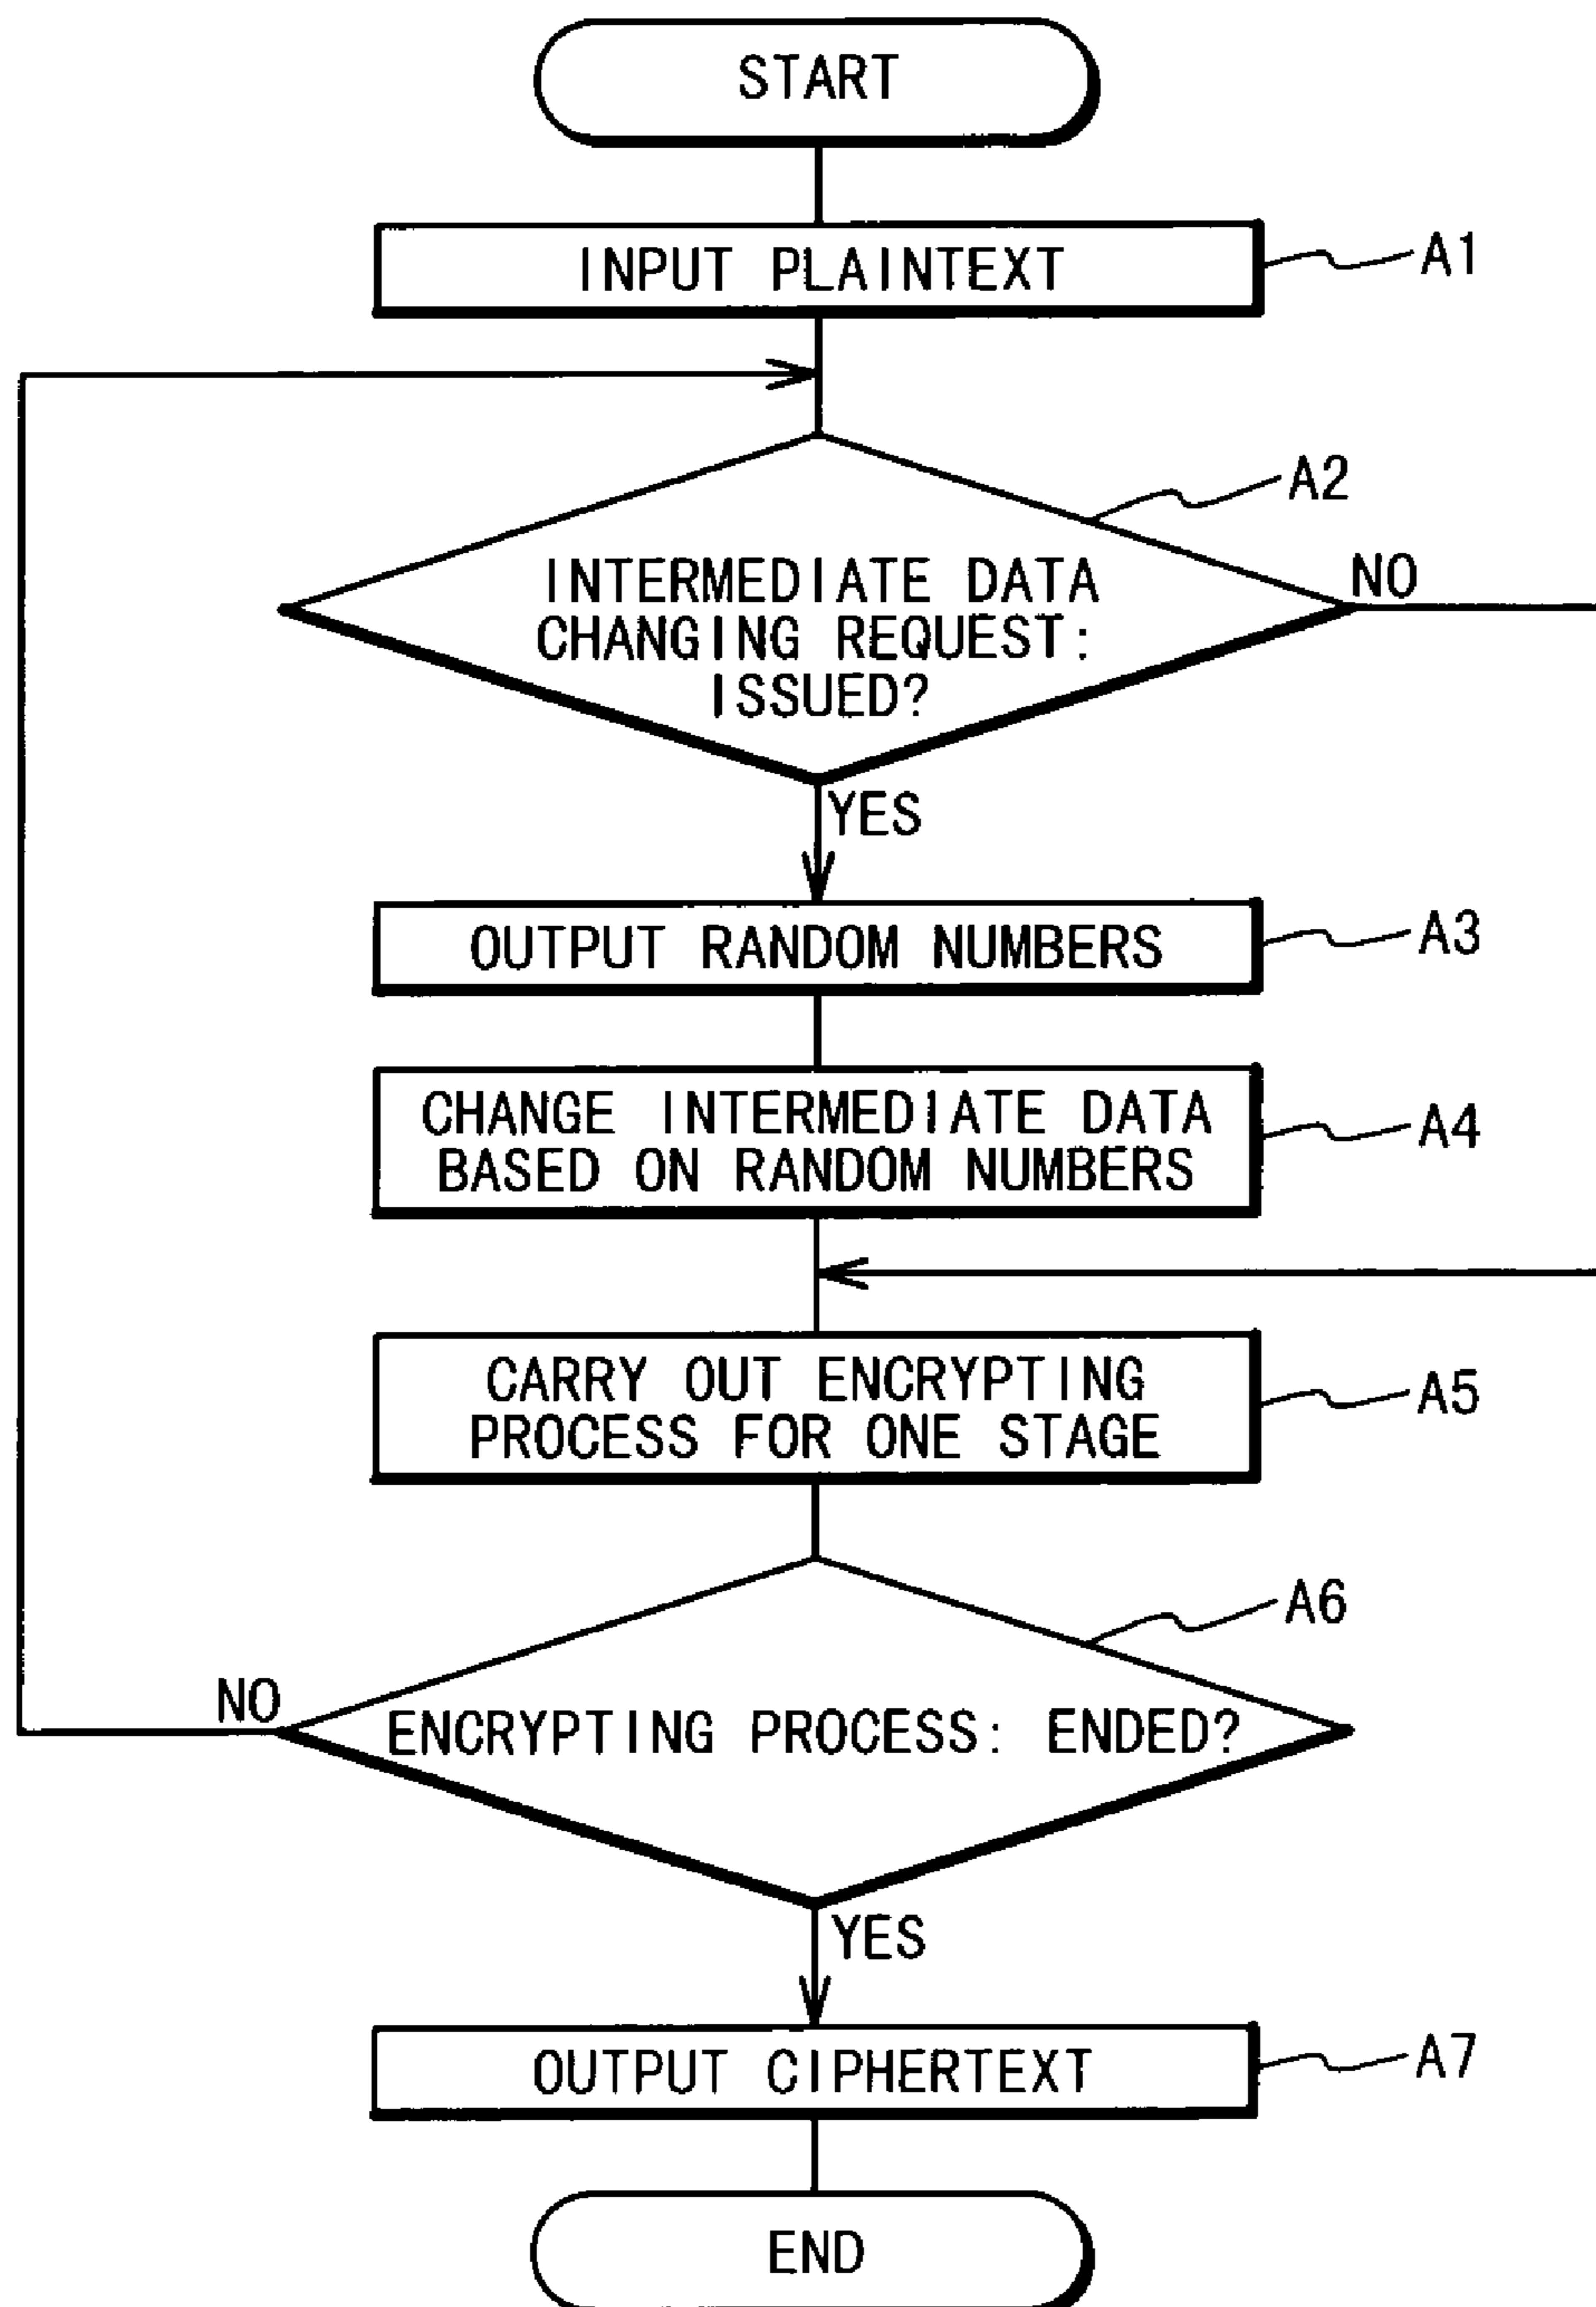 START
INPUT PLAINTEXT
A1
A2
INTERMEDIATE DATA
CHANGING REQUEST:
ISSUED?
NO
YES
OUTPUT RANDOM NUMBERS
A3
CHANGE INTERMEDIATE DATA
BASED ON RANDOM NUMBERS
A4
CARRY OUT ENCRYPTING
PROCESS FOR ONE STAGE
A5
A6
NO
ENCRYPTING PROCESS: ENDED?
YES
OUTPUT CIPHERTEXT
A7
END